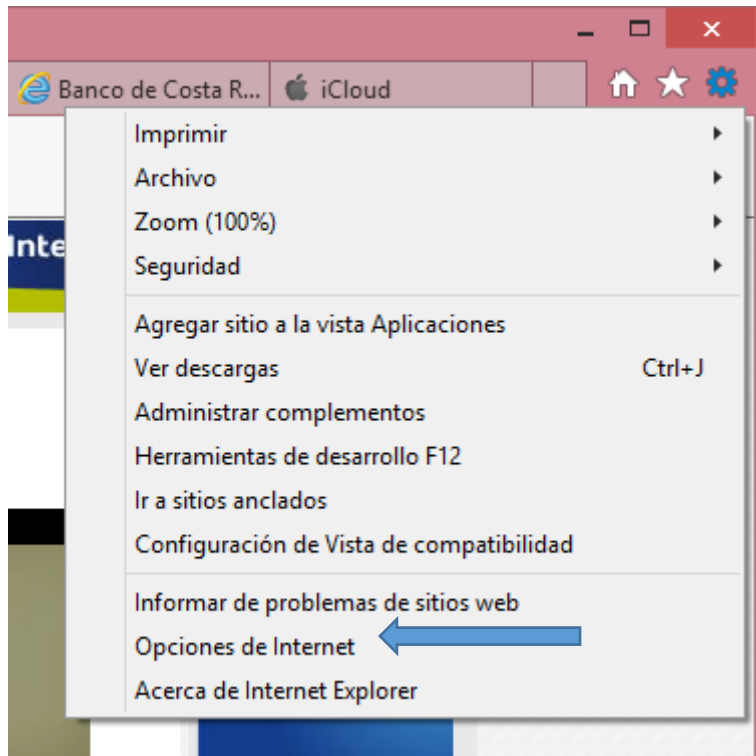 Banco de Costa R... iCloud
Imprimir
Archivo
Zoom (100%)
Seguridad
Inte
Agregar sitio a la vista Aplicaciones
Ver descargas Ctrl+J
Administrar complementos
Herramientas de desarrollo F12
Ir a sitios anclados
Configuración de Vista de compatibilidad
Informar de problemas de sitios web
Opciones de Internet
Acerca de Internet Explorer